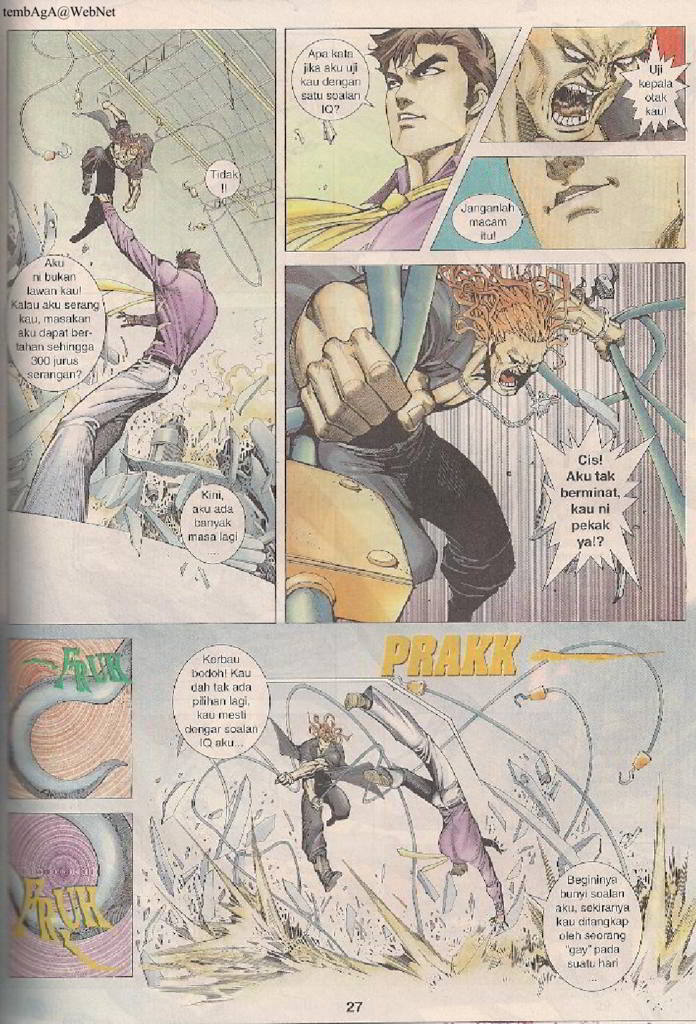 tembAgA@WebNet
Tidak
!!
Aku
ni bukan
lawan kau!
Kalau aku serang
kau, masakan
aku dapat ber-
tahan sehingga
300 jurus
serangan?
Kini,
aku ada
banyak
masa lagi
...
Apa kata
jika aku uji
kau dengan
satu soalan
IQ?
Uji
kepala
otak
kau!
Janganlah
macam
itu!
Cis!
Aku tak
berminat,
kau ni
pekak
ya!?
FRUH
FRUH
Kerbau
bodoh! Kau
dah tak ada
pilihan lagi,
kau mesti
dengar soalan
IQ aku...
PRAKK
Begininya
bunyi soalan
aku, sekiranya
kau ditangkap
oleh seorang
"gay" pada
suatu hari
...
27